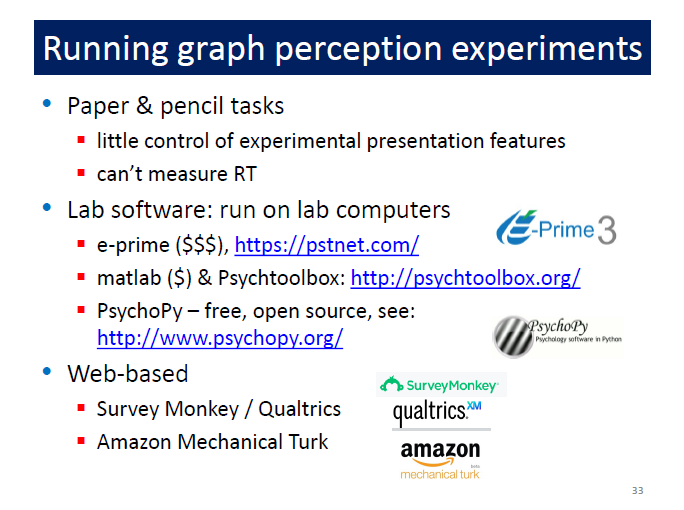 Running graph perception experiments
• Paper & pencil tasks
▪ little control of experimental presentation features
▪ can’t measure RT
• Lab software: run on lab computers
▪ e-prime ($$$), https://pstnet.com/
E-Prime 3
▪ matlab ($) & Psychtoolbox: http://psychtoolbox.org/
▪ PsychoPy – free, open source, see:
http://www.psychopy.org/
PsychoPy
Psychology software in Python
• Web-based
SurveyMonkey
▪ Survey Monkey / Qualtrics
qualtrics.XM
▪ Amazon Mechanical Turk
amazon
beta
mechanical turk
33